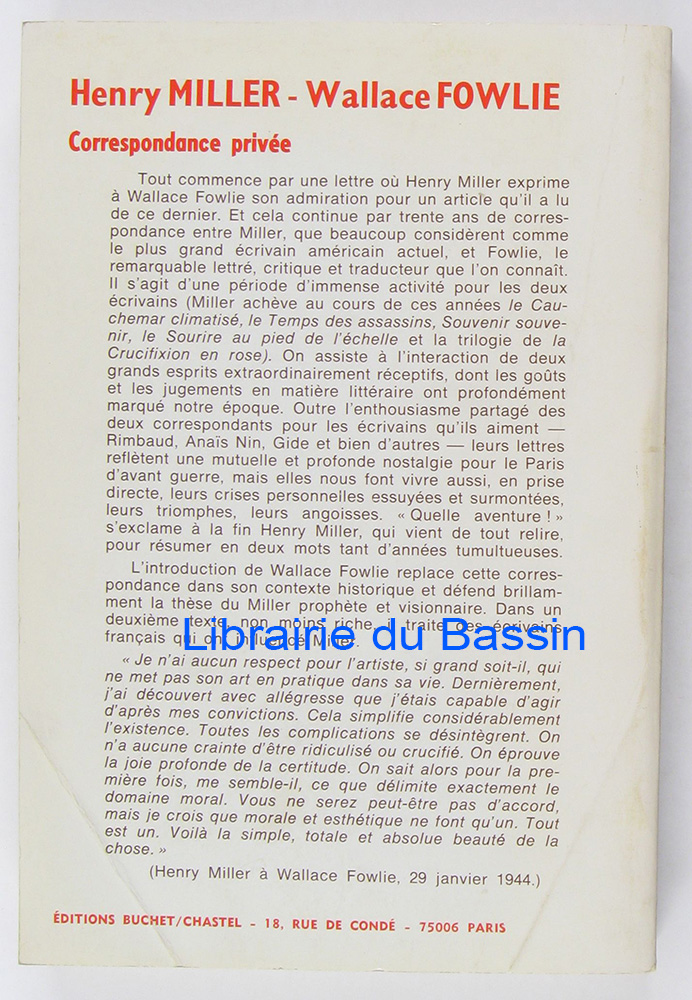 Henry MILLER - Wallace FOWLIE
Correspondance privée
Tout commence par une lettre où Henry Miller exprime
à Wallace Fowlie son admiration pour un article qu'il a lu
de ce dernier. Et cela continue par trente ans de corres-
pondance entre Miller, que beaucoup considèrent comme
le plus grand écrivain américain actuel, et Fowlie, le
remarquable lettré, critique et traducteur que l'on connaît.
Il s'agit d'une période d'immense activité pour les deux
écrivains (Miller achève au cours de ces années le Cau-
chemar climatisé, le Temps des assassins, Souvenir souve-
nir, le Sourire au pied de l'échelle et la trilogie de la
Crucifixion en rose). On assiste à l'interaction de deux
grands esprits extraordinairement réceptifs, dont les goûts
et les jugements en matière littéraire ont profondément
marqué notre époque. Outre l'enthousiasme partagé des
deux correspondants pour les écrivains qu'ils aiment —
Rimbaud, Anaïs Nin, Gide et bien d'autres — leurs lettres
reflètent une mutuelle et profonde nostalgie pour le Paris
d'avant guerre, mais elles nous font vivre aussi, en prise
directe, leurs crises personnelles essuyées et surmontées,
leurs triomphes, leurs angoisses. « Quelle aventure ! »
s'exclame à la fin Henry Miller, qui vient de tout relire,
pour résumer en deux mots tant d'années tumultueuses.
L'introduction de Wallace Fowlie replace cette corres-
pondance dans son contexte historique et défend brillam-
ment la thèse du Miller prophète et visionnaire. Dans un
deuxième texte, non moins riche, il traite des écrivains
français qui ont influencé Miller.
Librairie du Bassin
« Je n'ai aucun respect pour l'artiste, si grand soit-il, qui
ne met pas son art en pratique dans sa vie. Dernièrement,
j'ai découvert avec allégresse que j'étais capable d'agir
d'après mes convictions. Cela simplifie considérablement
l'existence. Toutes les complications se désintègrent. On
n'a aucune crainte d'être ridiculisé ou crucifié. On éprouve
la joie profonde de la certitude. On sait alors pour la pre-
mière fois, me semble-il, ce que délimite exactement le
domaine moral. Vous ne serez peut-être pas d'accord,
mais je crois que morale et esthétique ne font qu'un. Tout
est un. Voilà la simple, totale et absolue beauté de la
chose. »
(Henry Miller à Wallace Fowlie, 29 janvier 1944.)
ÉDITIONS BUCHET/CHASTEL - 18, RUE DE CONDÉ - 75006 PARIS